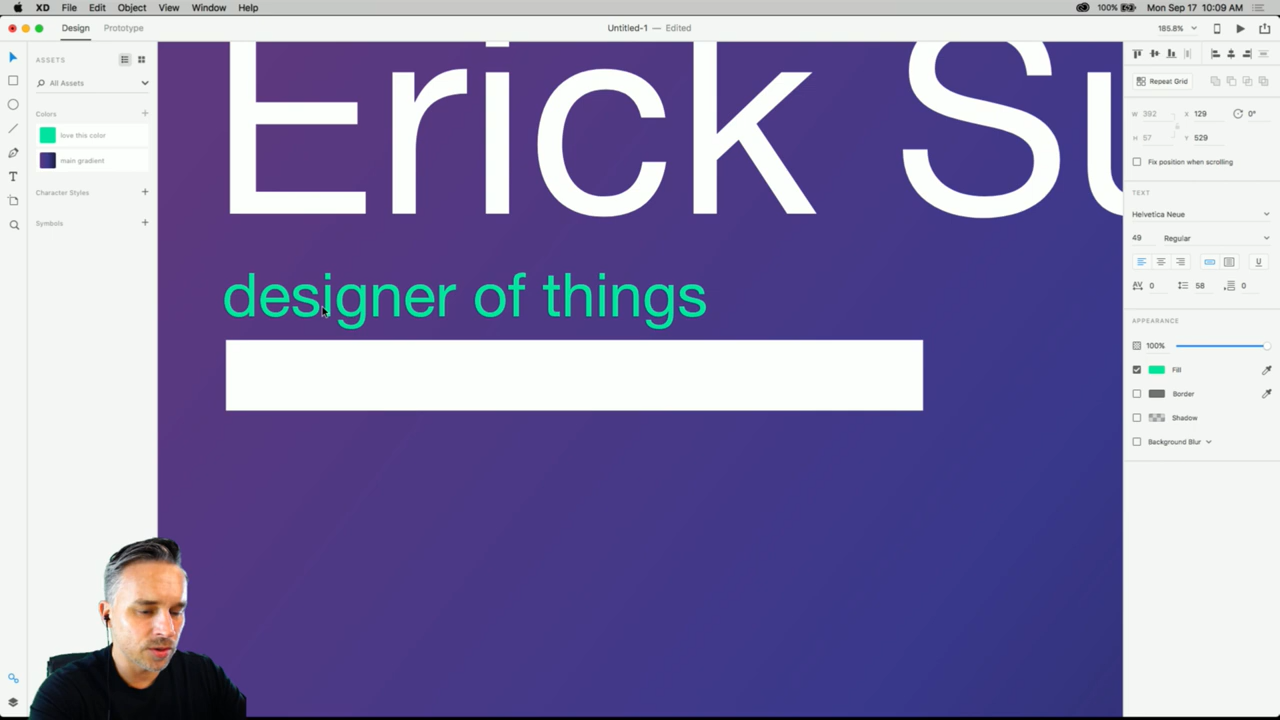 XD File Edit Object View Window Help
100% Mon Sep 17 10:09 AM
Design Prototype
Untitled-1 — Edited
185.8%
ASSETS
All Assets
Colors
love this color
main gradient
Character Styles
Symbols
Erick Su
designer of things
Repeat Grid
W 392 X 129 0°
H 57 Y 529
Fix position when scrolling
TEXT
Helvetica Neue
49 Regular
U
AV 0 58 0
APPEARANCE
100%
Fill
Border
Shadow
Background Blur